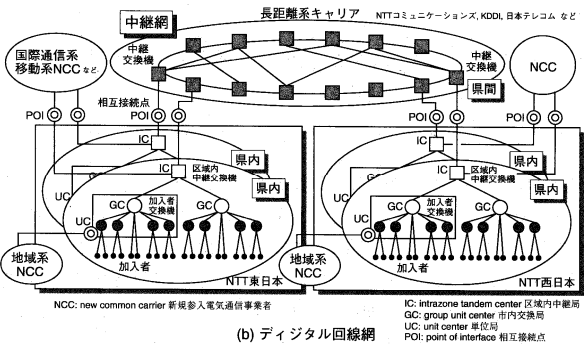 長距離系キャリア NTTコミュニケーションズ, KDDI, 日本テレコム など
中継網
国際通信系
移動系NCC など
中継
交換機
中継
交換機
NCC
県間
相互接続点
POI
POI
POI
POI
IC
県内
IC
区域内
中継交換機
県内
UC
GC
UC
GC
加入者
交換機
地域系
NCC
加入者
NTT東日本
IC
県内
IC
区域内
中継交換機
県内
UC
GC
UC
GC
加入者
交換機
地域系
NCC
加入者
NTT西日本
NCC: new common carrier 新規参入電気通信事業者
IC: intrazone tandem center 区域内中継局
GC: group unit center 市内交換局
UC: unit center 単位局
POI: point of interface 相互接続点
(b) ディジタル回線網